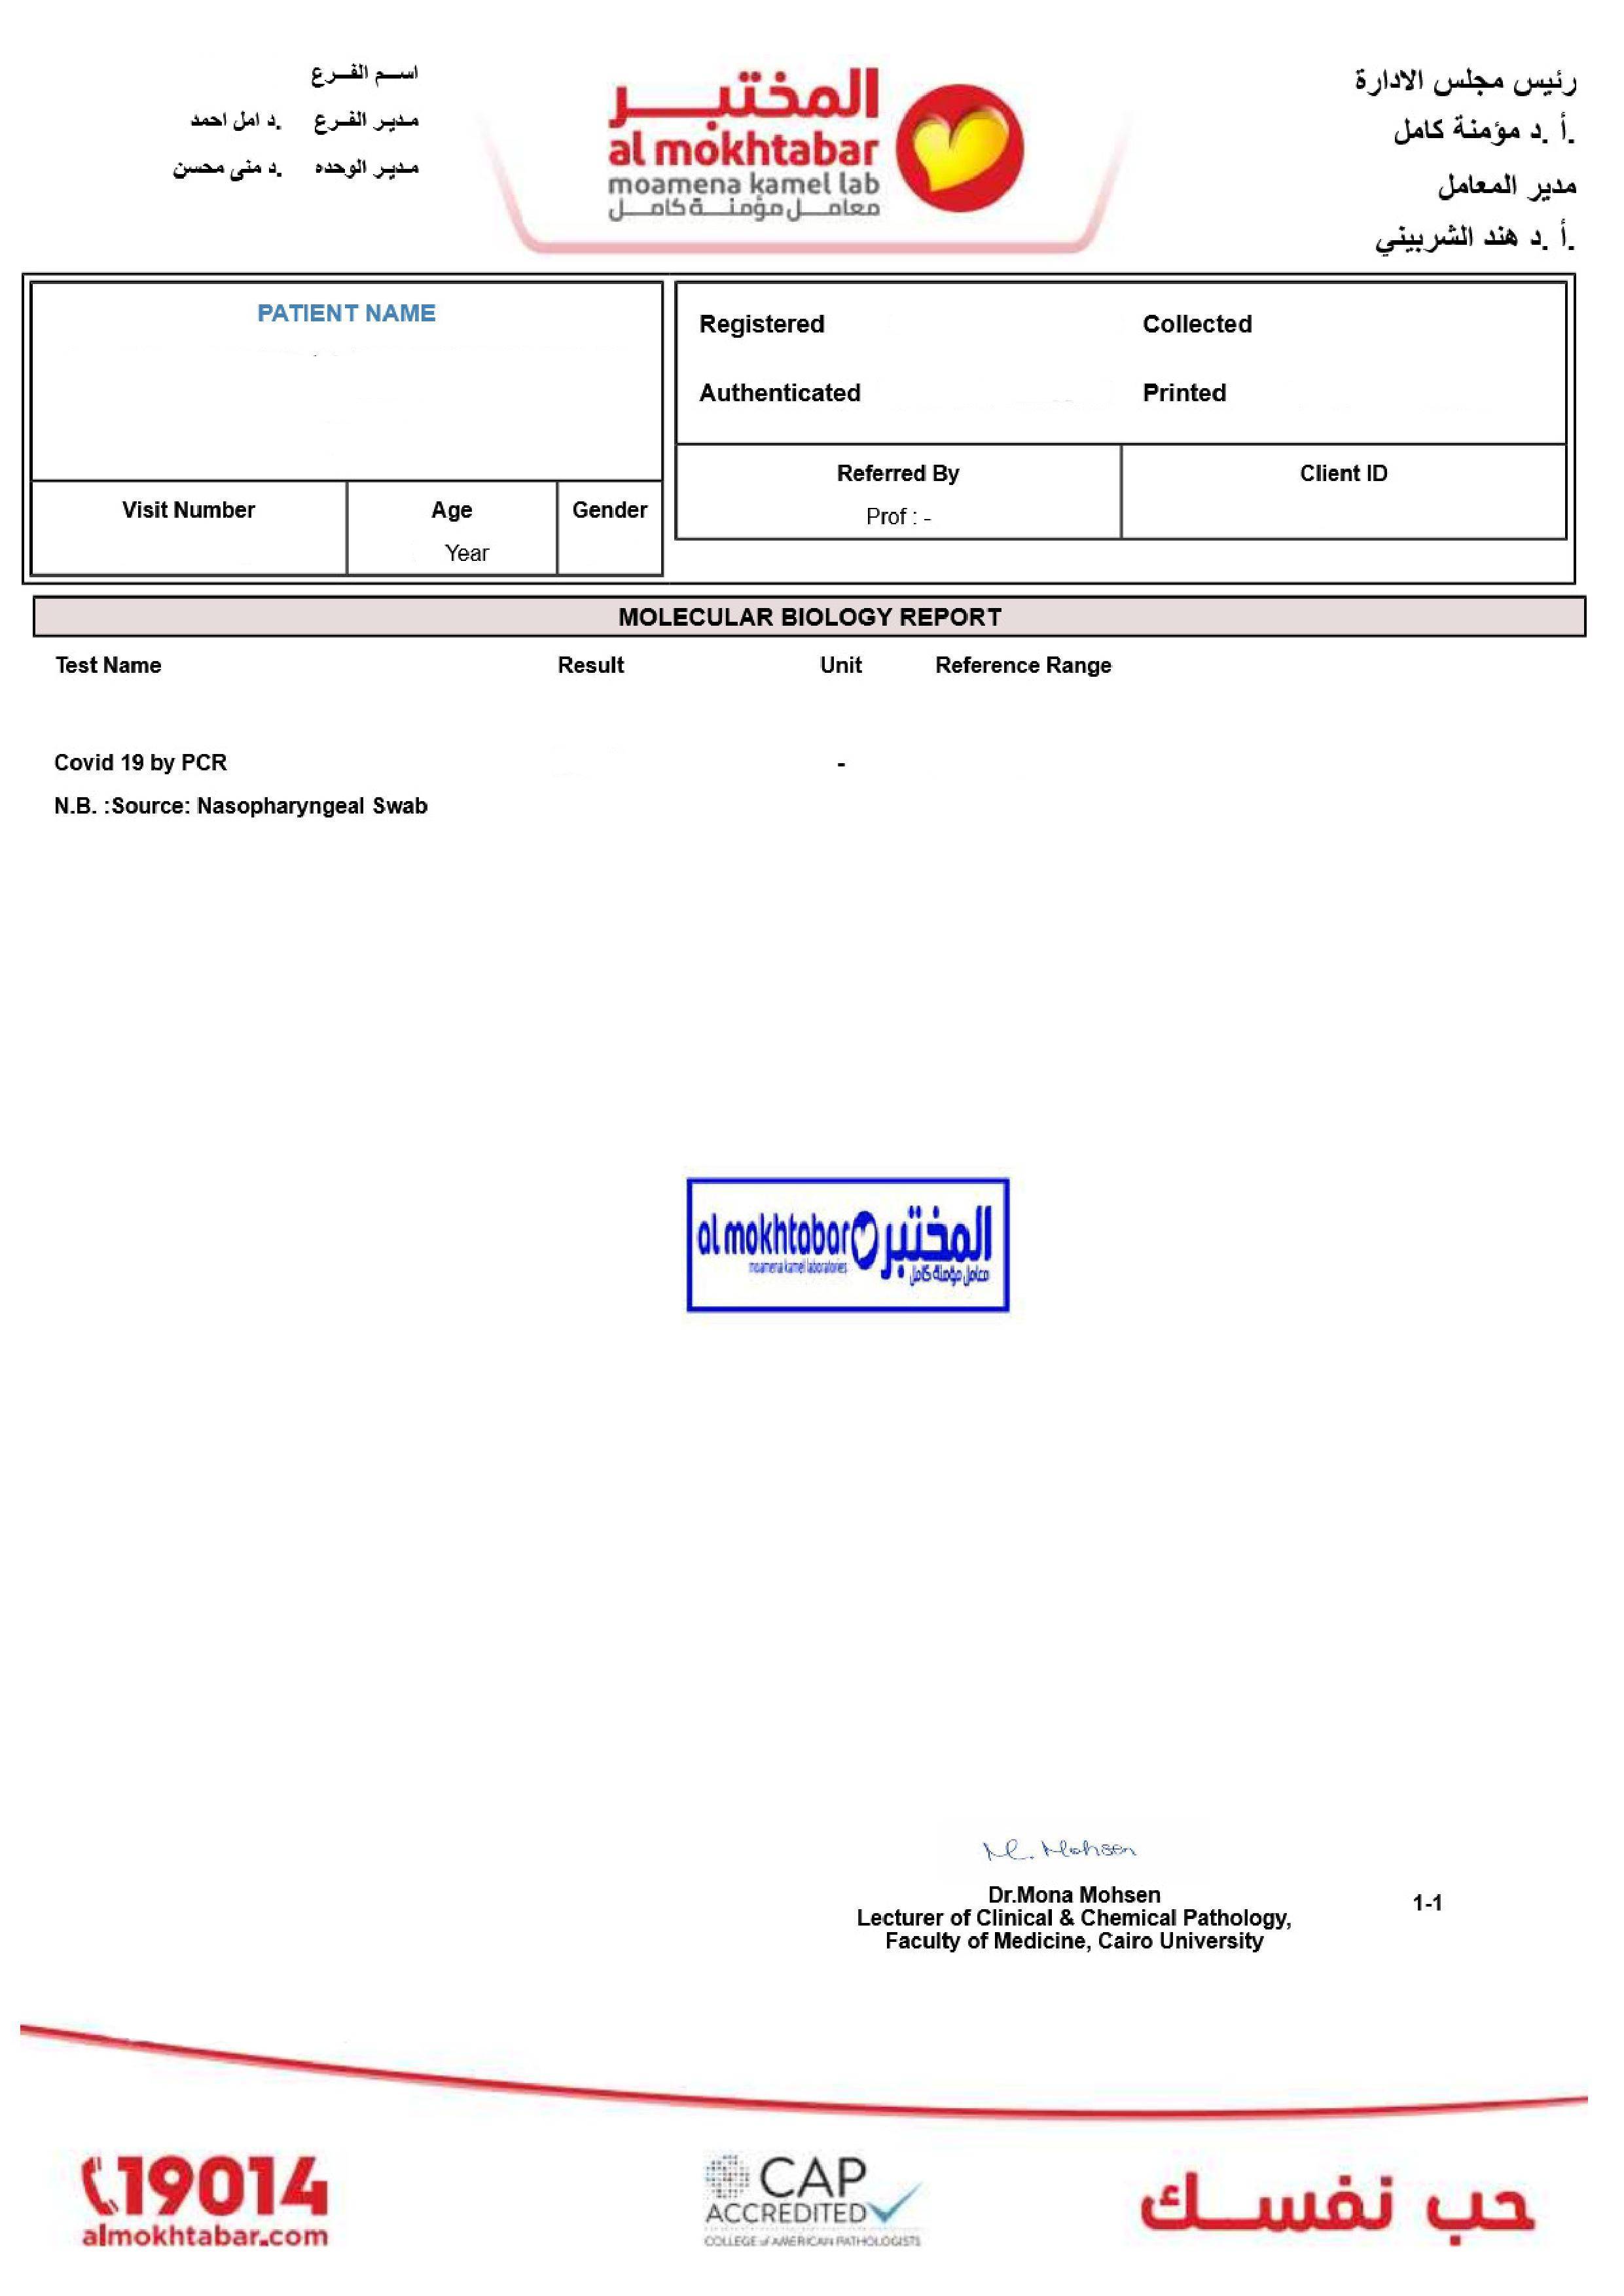 اسم الفرع
مدير الفرع د. امل احمد
مدير الوحده د. منى محسن
المختبر
al mokhtabar
moamena kamel lab
معامل مؤمنة كامل
رئيس مجلس الادارة
أ. د. مؤمنة كامل
مدير المعامل
أ. د. هند الشربيني
PATIENT NAME
Visit Number Age Gender
Year
Registered Collected
Authenticated Printed
Referred By Client ID
Prof : -
MOLECULAR BIOLOGY REPORT
Test Name Result Unit Reference Range
Covid 19 by PCR -
N.B. :Source: Nasopharyngeal Swab
al mokhtabar المختبر
moamena kamel laboratories معامل مؤمنة كامل
M. Mohsen
Dr.Mona Mohsen
Lecturer of Clinical & Chemical Pathology,
Faculty of Medicine, Cairo University
1-1
19014
almokhtabar.com
CAP
ACCREDITED
COLLEGE of AMERICAN PATHOLOGISTS
حب نفسك